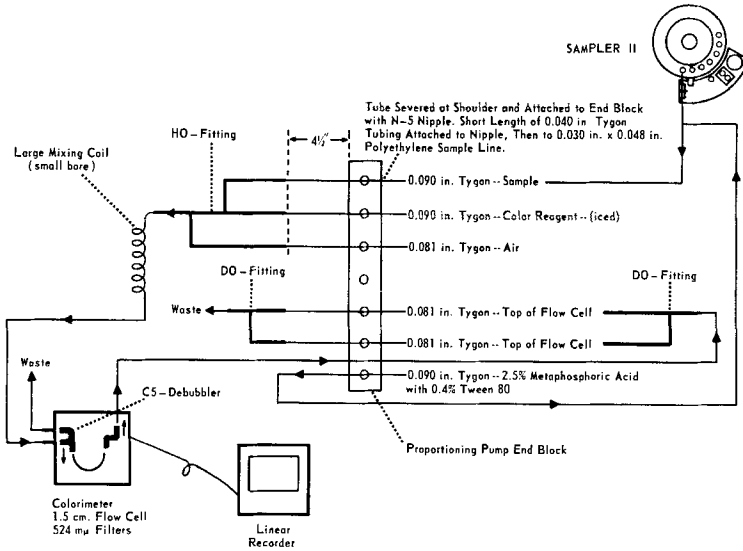 SAMPLER II
Tube Severed at Shoulder and Attached to End Block
with N-5 Nipple. Short Length of 0.040 in Tygon
Tubing Attached to Nipple, Then to 0.030 in. x 0.048 in.
Polyethylene Sample Line.
HO-Fitting
4½"
Large Mixing Coil
(small bore)
0.090 in. Tygon--Sample
0.090 in. Tygon--Color Reagent--(iced)
0.081 in. Tygon--Air
DO-Fitting
DO-Fitting
Waste
0.081 in. Tygon--Top of Flow Cell
0.081 in. Tygon--Top of Flow Cell
Waste
0.090 in. Tygon--2.5% Metaphosphoric Acid
with 0.4% Tween 80
C5-Debubbler
Proportioning Pump End Block
Colorimeter
1.5 cm. Flow Cell
524 mµ Filters
Linear
Recorder